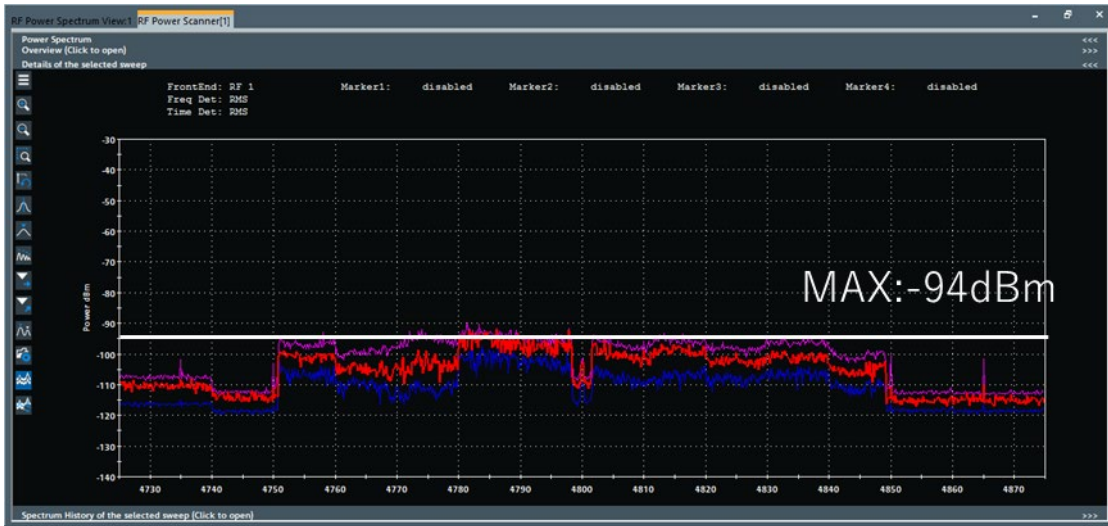 RF Power Spectrum View:1 RF Power Scanner[1]
Power Spectrum <<<
Overview (Click to open) >>>
Details of the selected sweep <<<
FrontEnd: RF 1 Marker1: disabled Marker2: disabled Marker3: disabled Marker4: disabled
Freq Det: RMS
Time Det: RMS
-30
-40
-50
-60
-70
MAX:-94dBm
-80
Power dBm
-90
-100
-110
-120
-130
-140
4730 4740 4750 4760 4770 4780 4790 4800 4810 4820 4830 4840 4850 4860 4870
Spectrum History of the selected sweep (Click to open) >>>